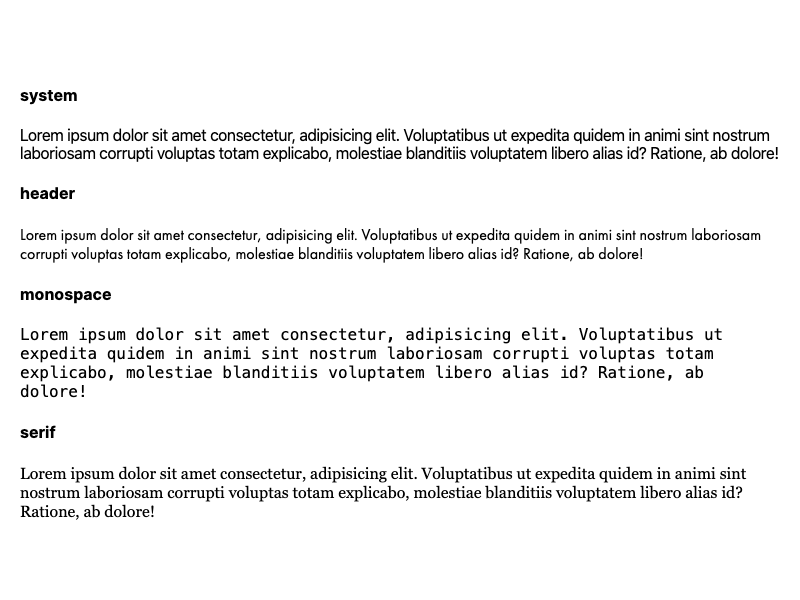 system
Lorem ipsum dolor sit amet consectetur, adipisicing elit. Voluptatibus ut expedita quidem in animi sint nostrum
laboriosam corrupti voluptas totam explicabo, molestiae blanditiis voluptatem libero alias id? Ratione, ab dolore!
header
Lorem ipsum dolor sit amet consectetur, adipisicing elit. Voluptatibus ut expedita quidem in animi sint nostrum laboriosam
corrupti voluptas totam explicabo, molestiae blanditiis voluptatem libero alias id? Ratione, ab dolore!
monospace
Lorem ipsum dolor sit amet consectetur, adipisicing elit. Voluptatibus ut
expedita quidem in animi sint nostrum laboriosam corrupti voluptas totam
explicabo, molestiae blanditiis voluptatem libero alias id? Ratione, ab
dolore!
serif
Lorem ipsum dolor sit amet consectetur, adipisicing elit. Voluptatibus ut expedita quidem in animi sint
nostrum laboriosam corrupti voluptas totam explicabo, molestiae blanditiis voluptatem libero alias id?
Ratione, ab dolore!